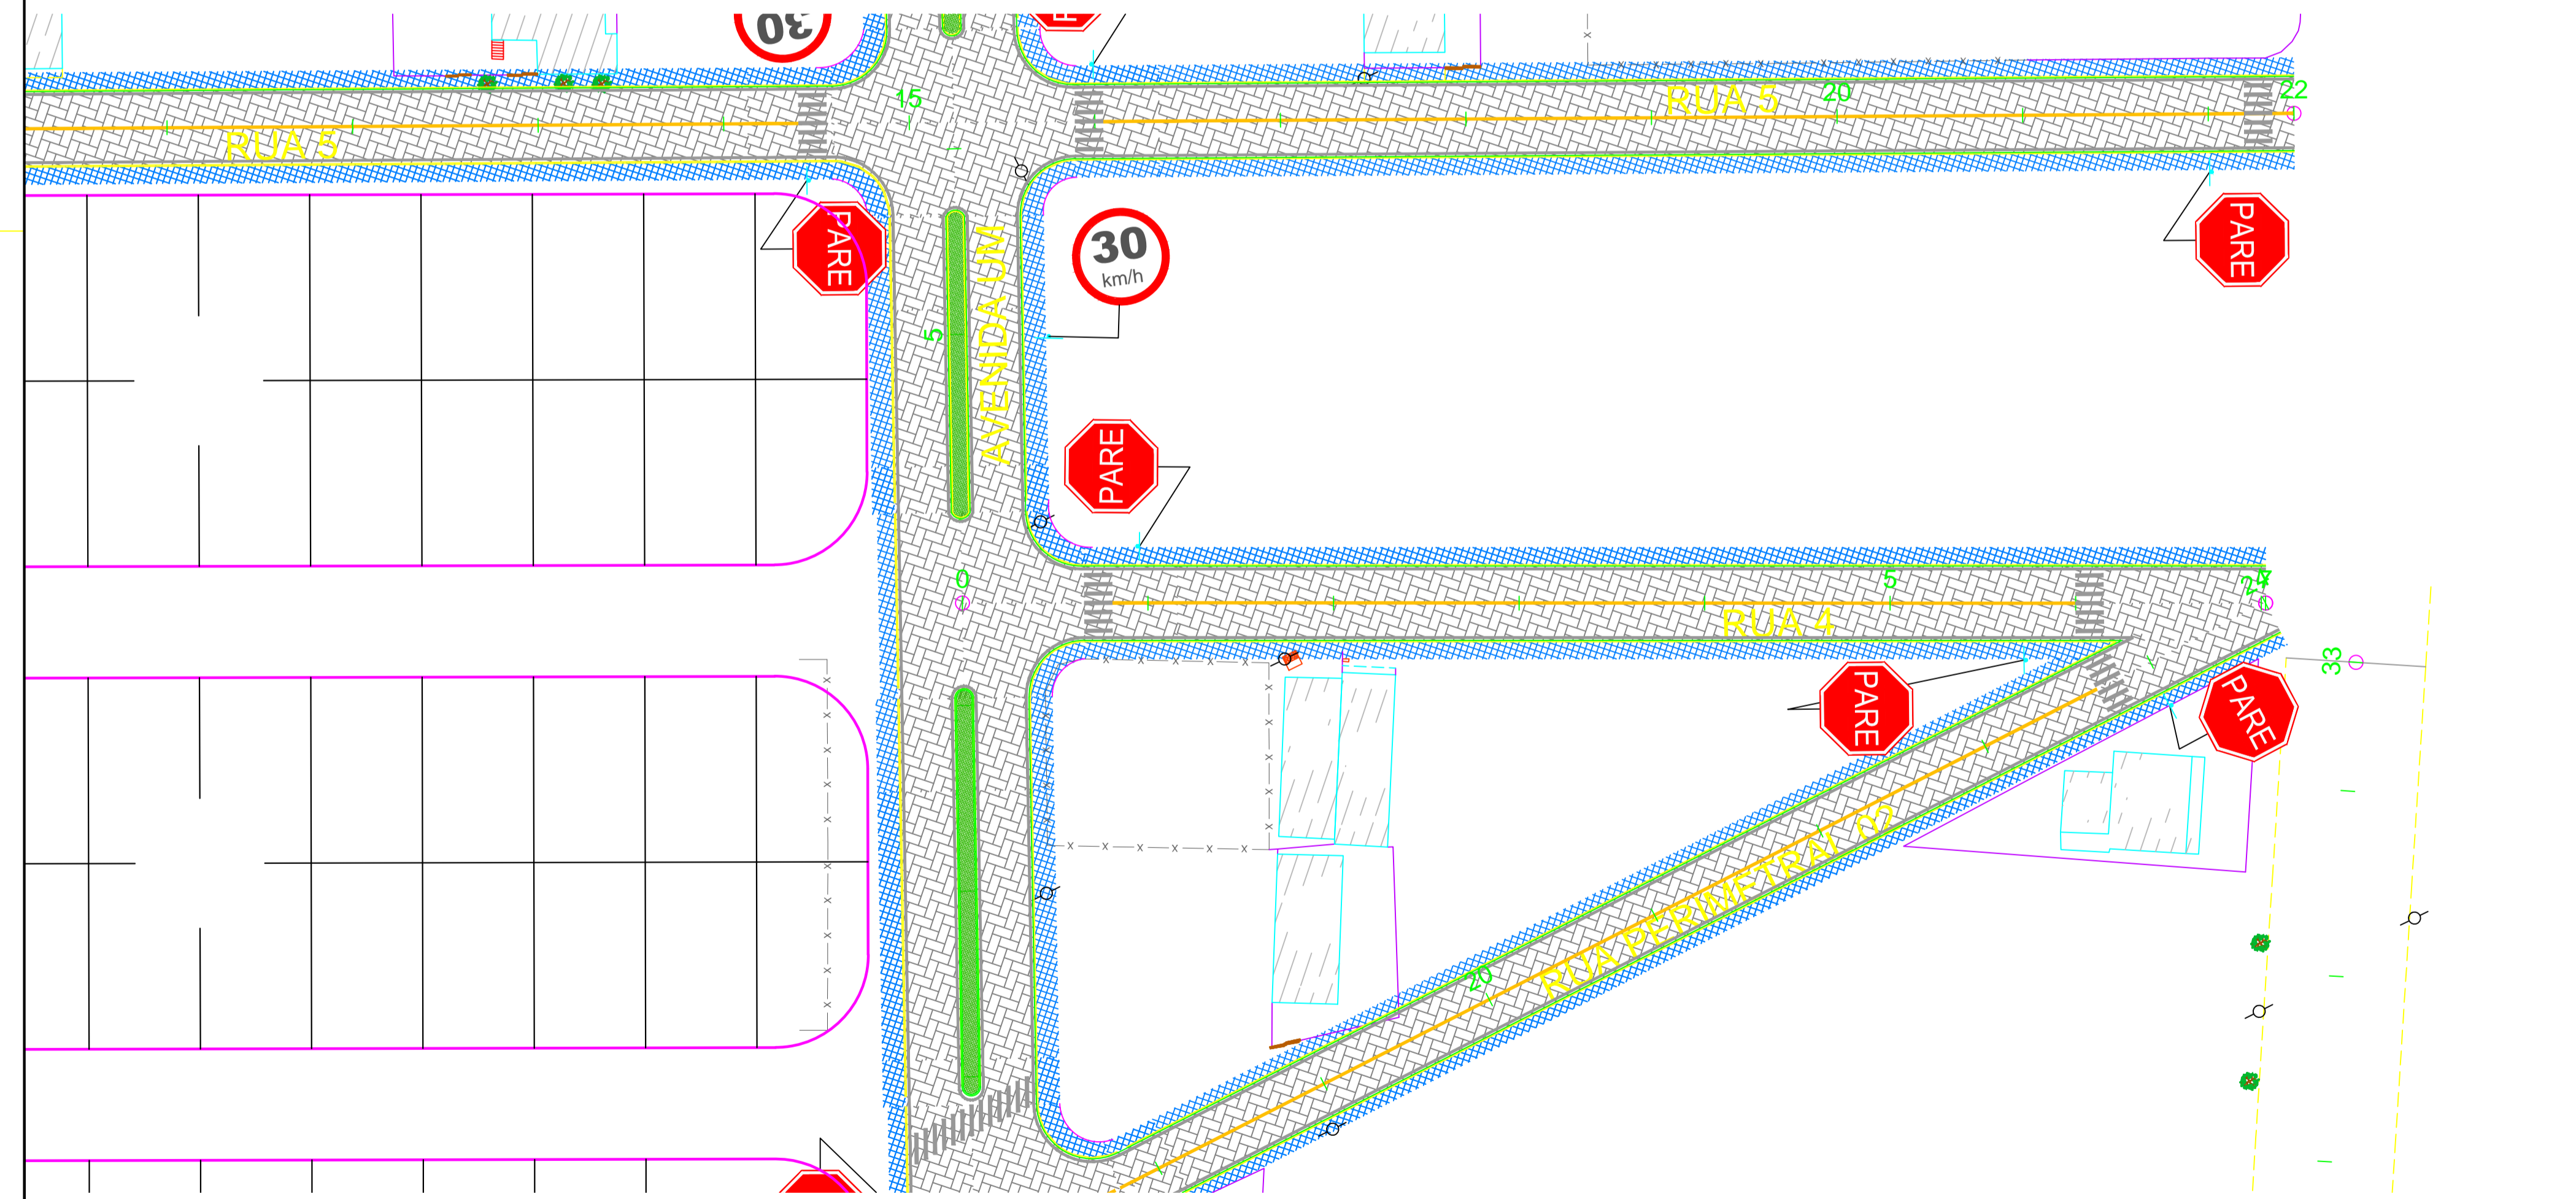 30
P
15
RUA 5
20
22
RUA 5
PARE
30
km/h
PARE
AVENIDA UM
5
PARE
0
5
RUA 4
33
PARE
PARE
RUA PERIMETRAL 02
20